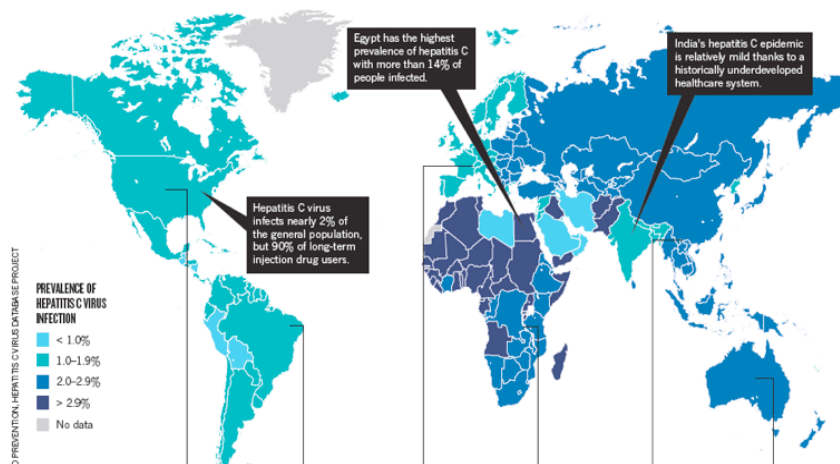 Egypt has the highest
prevalence of hepatitis C
with more than 14% of
people infected.
India's hepatitis C epidemic
is relatively mild thanks to a
historically underdeveloped
healthcare system.
Hepatitis C virus
infects nearly 2% of
the general population,
but 90% of long-term
injection drug users.
PREVALENCE OF
HEPATITIS C VIRUS
INFECTION
< 1.0%
1.0–1.9%
2.0–2.9%
> 2.9%
No data
PREVENTION, HEPATITIS C VIRUS DATABASE PROJECT